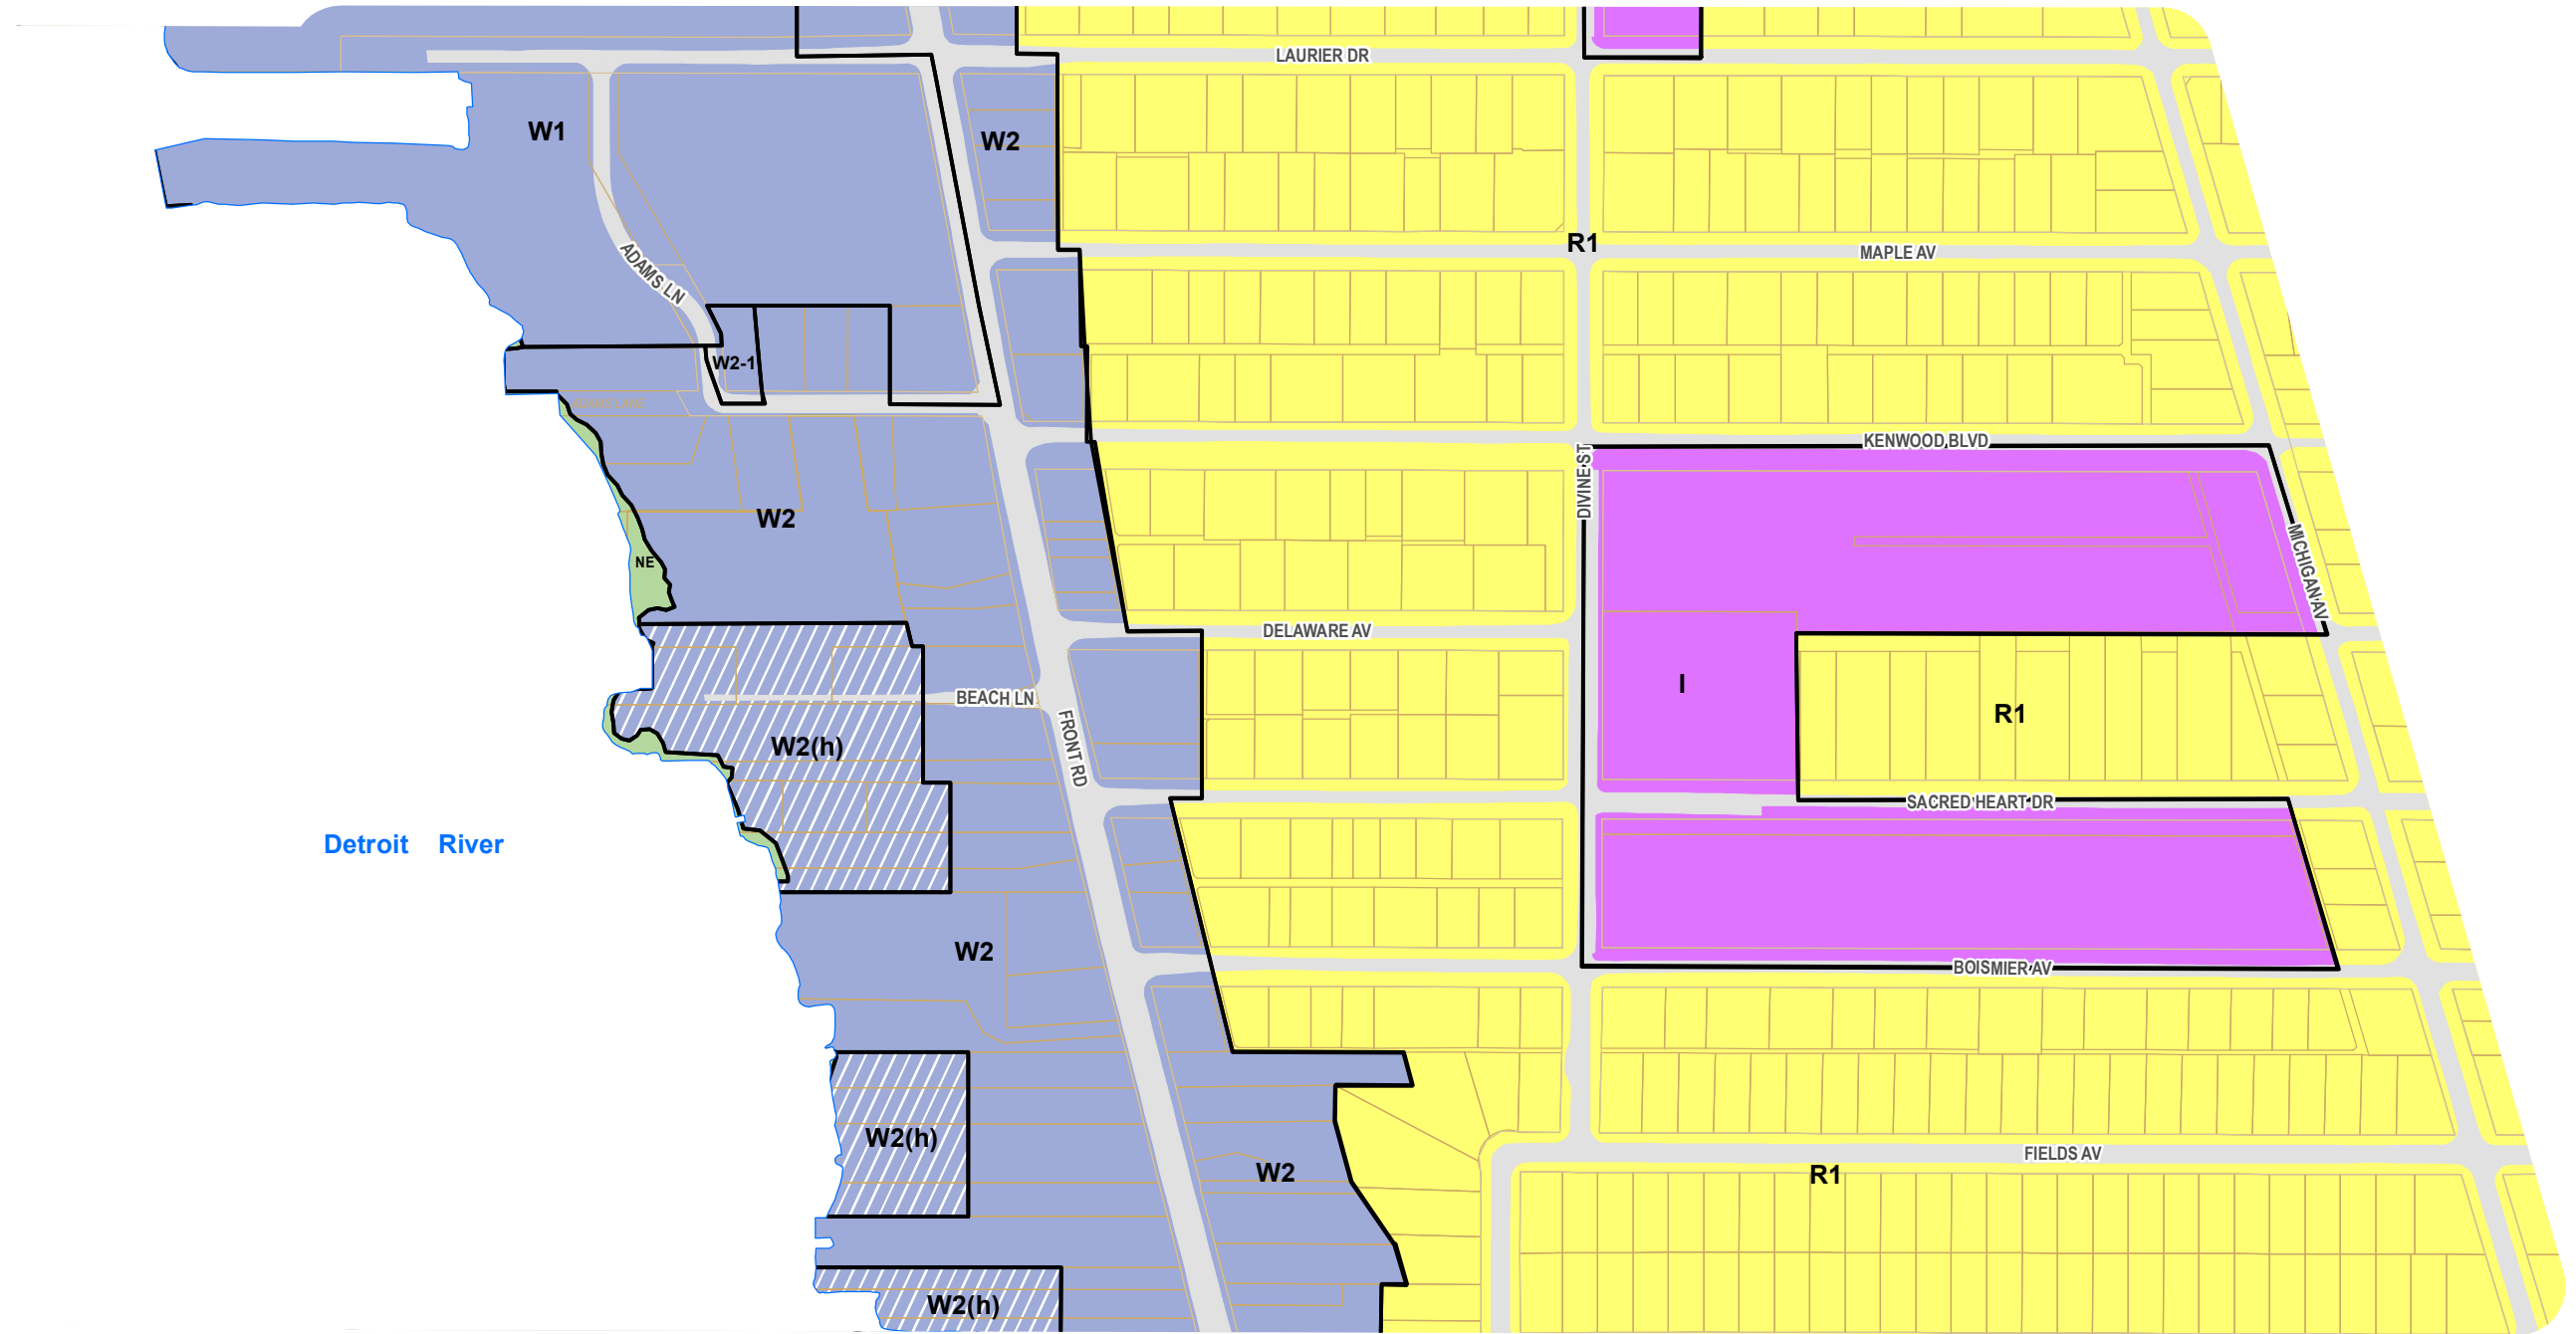 LAURIER DR
W1
W2
R1
MAPLE AV
ADAMS LN
W2-1
ADAMS LANE
KENWOOD BLVD
DIVINE ST
W2
MICHIGAN AV
NE
DELAWARE AV
I
BEACH LN
R1
FRONT RD
W2(h)
SACRED HEART DR
Detroit River
W2
BOISMIER AV
W2(h)
FIELDS AV
W2
R1
W2(h)